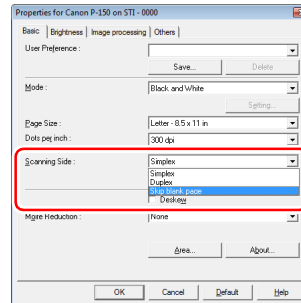 Properties for Canon P-150 on STI - 0000
Basic Brightness Image processing Others
User Preference :
Save... Delete
Mode : Black and White
Setting...
Page Size : Letter - 8.5 x 11 in
Dots per inch : 300 dpi
Scanning Side : Simplex
Simplex
Duplex
Skip blank page
Deskew
Moire Reduction : None
Area... About...
OK Cancel Default Help